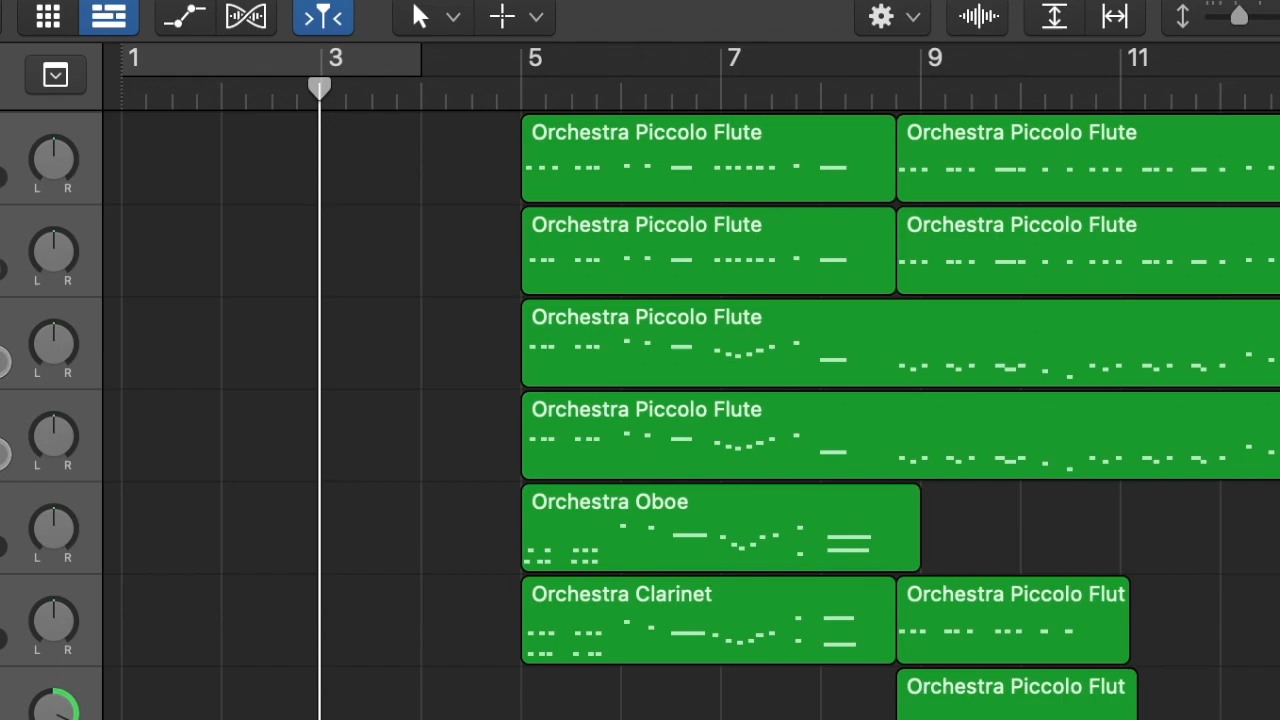 1 3 5 7 9 11
Orchestra Piccolo Flute Orchestra Piccolo Flute
L R
Orchestra Piccolo Flute Orchestra Piccolo Flute
L R
Orchestra Piccolo Flute
L R
Orchestra Piccolo Flute
L R
Orchestra Oboe
L R
Orchestra Clarinet Orchestra Piccolo Flut
L R
Orchestra Piccolo Flut